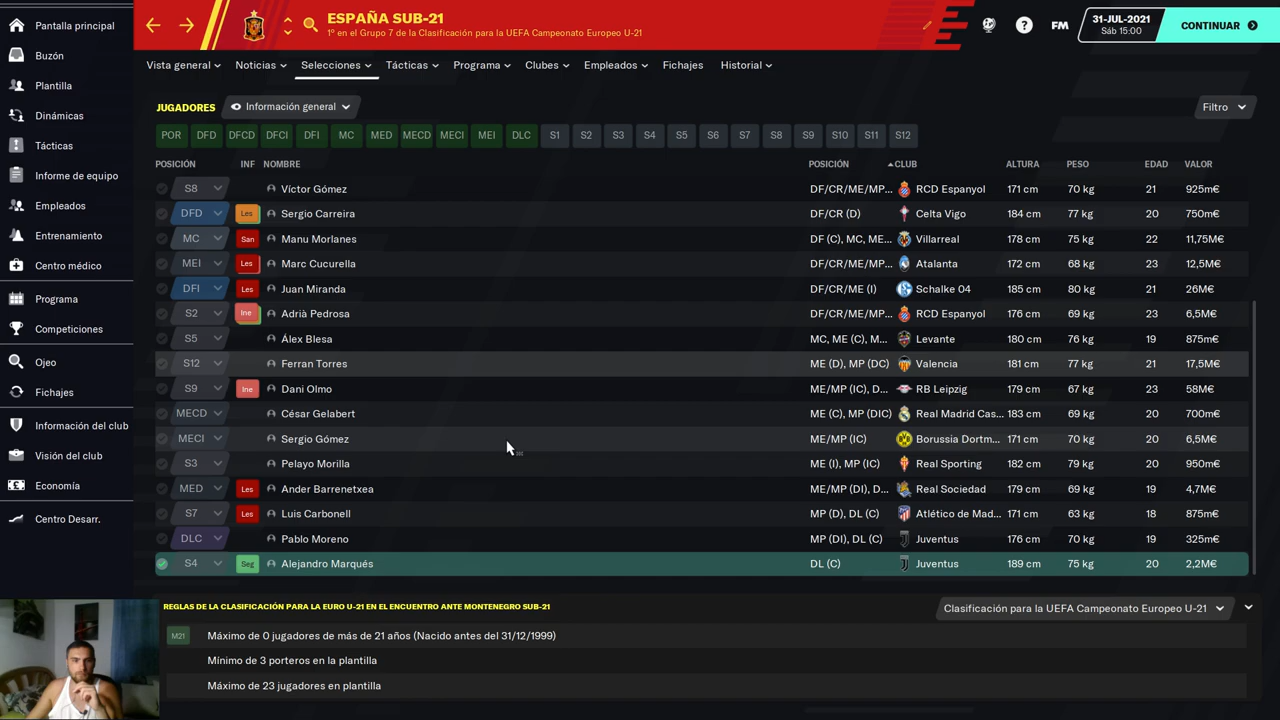 Pantalla principal
Buzón
Plantilla
Dinámicas
Tácticas
Informe de equipo
Empleados
Entrenamiento
Centro médico
Programa
Competiciones
Ojeo
Fichajes
Información del club
Visión del club
Economía
Centro Desarr.
ESPAÑA SUB-21
1º en el Grupo 7 de la Clasificación para la UEFA Campeonato Europeo U-21
FM
31-JUL-2021
Sáb 15:00
CONTINUAR
Vista general Noticias Selecciones Tácticas Programa Clubes Empleados Fichajes Historial
JUGADORES Información general Filtro
POR DFD DFCD DFCI DFI MC MED MECD MECI MEI DLC S1 S2 S3 S4 S5 S6 S7 S8 S9 S10 S11 S12
POSICIÓN INF NOMBRE POSICIÓN CLUB ALTURA PESO EDAD VALOR
S8 Víctor Gómez DF/CR/ME/MP... RCD Espanyol 171 cm 70 kg 21 925m€
DFD Les Sergio Carreira DF/CR (D) Celta Vigo 184 cm 77 kg 20 750m€
MC San Manu Morlanes DF (C), MC, ME... Villarreal 178 cm 75 kg 22 11,75M€
MEI Les Marc Cucurella DF/CR/ME/MP... Atalanta 172 cm 68 kg 23 12,5M€
DFI Les Juan Miranda DF/CR/ME (I) Schalke 04 185 cm 80 kg 21 26M€
S2 Ine Adrià Pedrosa DF/CR/ME/MP... RCD Espanyol 176 cm 69 kg 23 6,5M€
S5 Álex Blesa MC, ME (C), M... Levante 180 cm 76 kg 19 875m€
S12 Ferran Torres ME (D), MP (DC) Valencia 181 cm 77 kg 21 17,5M€
S9 Ine Dani Olmo ME/MP (IC), D... RB Leipzig 179 cm 67 kg 23 58M€
MECD César Gelabert ME (C), MP (DIC) Real Madrid Cas... 183 cm 69 kg 20 700m€
MECI Sergio Gómez ME/MP (IC) Borussia Dortm... 171 cm 70 kg 20 6,5M€
S3 Pelayo Morilla ME (I), MP (IC) Real Sporting 182 cm 79 kg 20 950m€
MED Les Ander Barrenetxea ME/MP (DI), D... Real Sociedad 179 cm 69 kg 19 4,7M€
S7 Les Luis Carbonell MP (D), DL (C) Atlético de Mad... 171 cm 63 kg 18 875m€
DLC Pablo Moreno MP (DI), DL (C) Juventus 176 cm 70 kg 19 325m€
S4 Seg Alejandro Marqués DL (C) Juventus 189 cm 75 kg 20 2,2M€
REGLAS DE LA CLASIFICACIÓN PARA LA EURO U-21 EN EL ENCUENTRO ANTE MONTENEGRO SUB-21 Clasificación para la UEFA Campeonato Europeo U-21
M21 Máximo de 0 jugadores de más de 21 años (Nacido antes del 31/12/1999)
Mínimo de 3 porteros en la plantilla
Máximo de 23 jugadores en plantilla